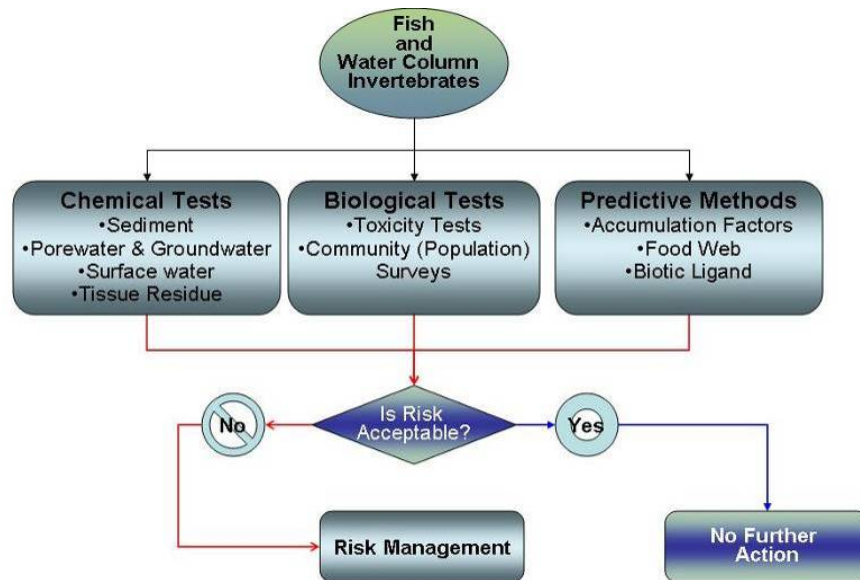 Fish
and
Water Column
Invertebrates
Chemical Tests
•Sediment
•Porewater & Groundwater
•Surface water
•Tissue Residue
Biological Tests
•Toxicity Tests
•Community (Population)
Surveys
Predictive Methods
•Accumulation Factors
•Food Web
•Biotic Ligand
No
Is Risk
Acceptable?
Yes
Risk Management
No Further
Action